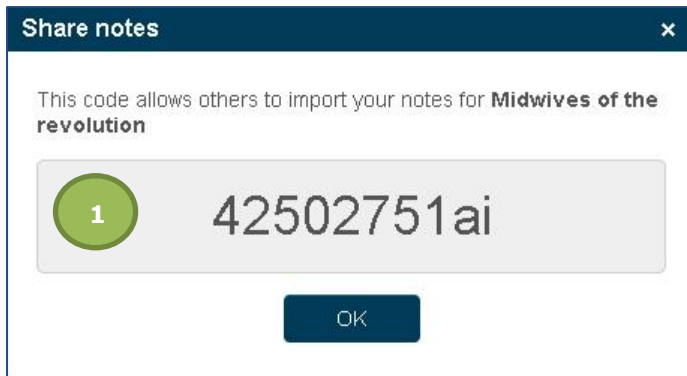 Share notes ×
This code allows others to import your notes for Midwives of the
revolution
1 42502751ai
OK